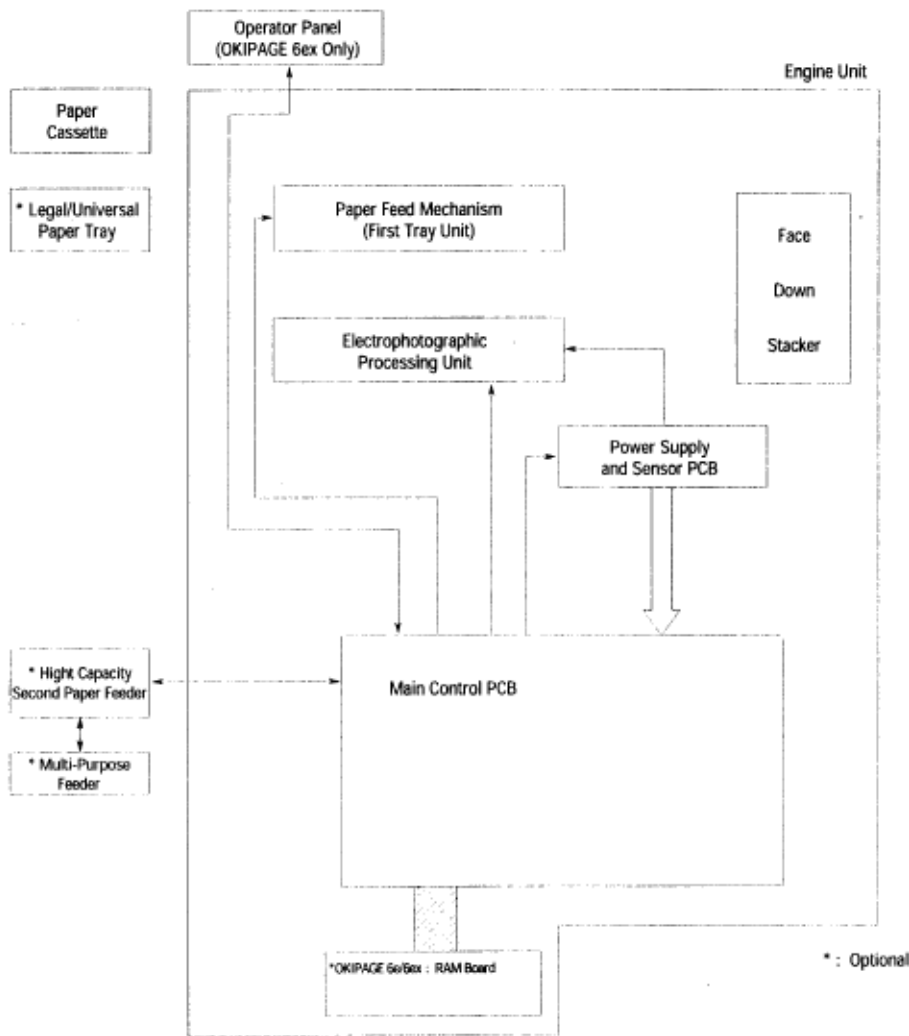 Operator Panel
(OKIPAGE 6ex Only)
Engine Unit
Paper
Cassette
* Legal/Universal
Paper Tray
Paper Feed Mechanism
(First Tray Unit)
Face
Down
Stacker
Electrophotographic
Processing Unit
Power Supply
and Sensor PCB
* Hight Capacity
Second Paper Feeder
Main Control PCB
* Multi-Purpose
Feeder
*OKIPAGE 6e/6ex : RAM Board
* : Optional